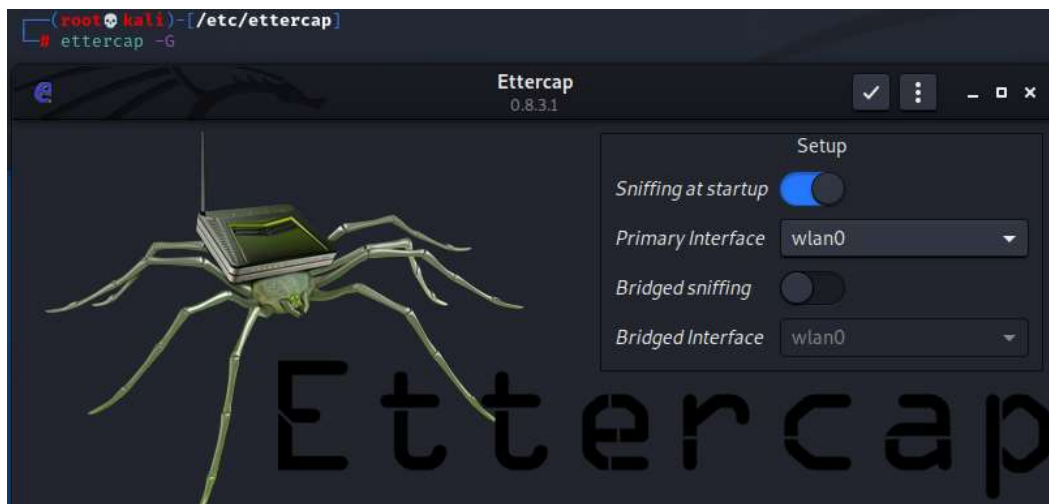 (root💀kali)-[/etc/ettercap]
# ettercap -G
Ettercap
0.8.3.1
Setup
Sniffing at startup
Primary Interface wlan0
Bridged sniffing
Bridged Interface wlan0
Ettercap